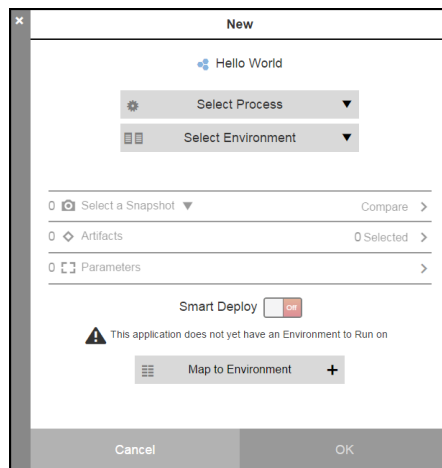 New
Hello World
Select Process
Select Environment
0 Select a Snapshot Compare
0 Artifacts 0 Selected
0 Parameters
Smart Deploy Off
This application does not yet have an Environment to Run on
Map to Environment
Cancel OK